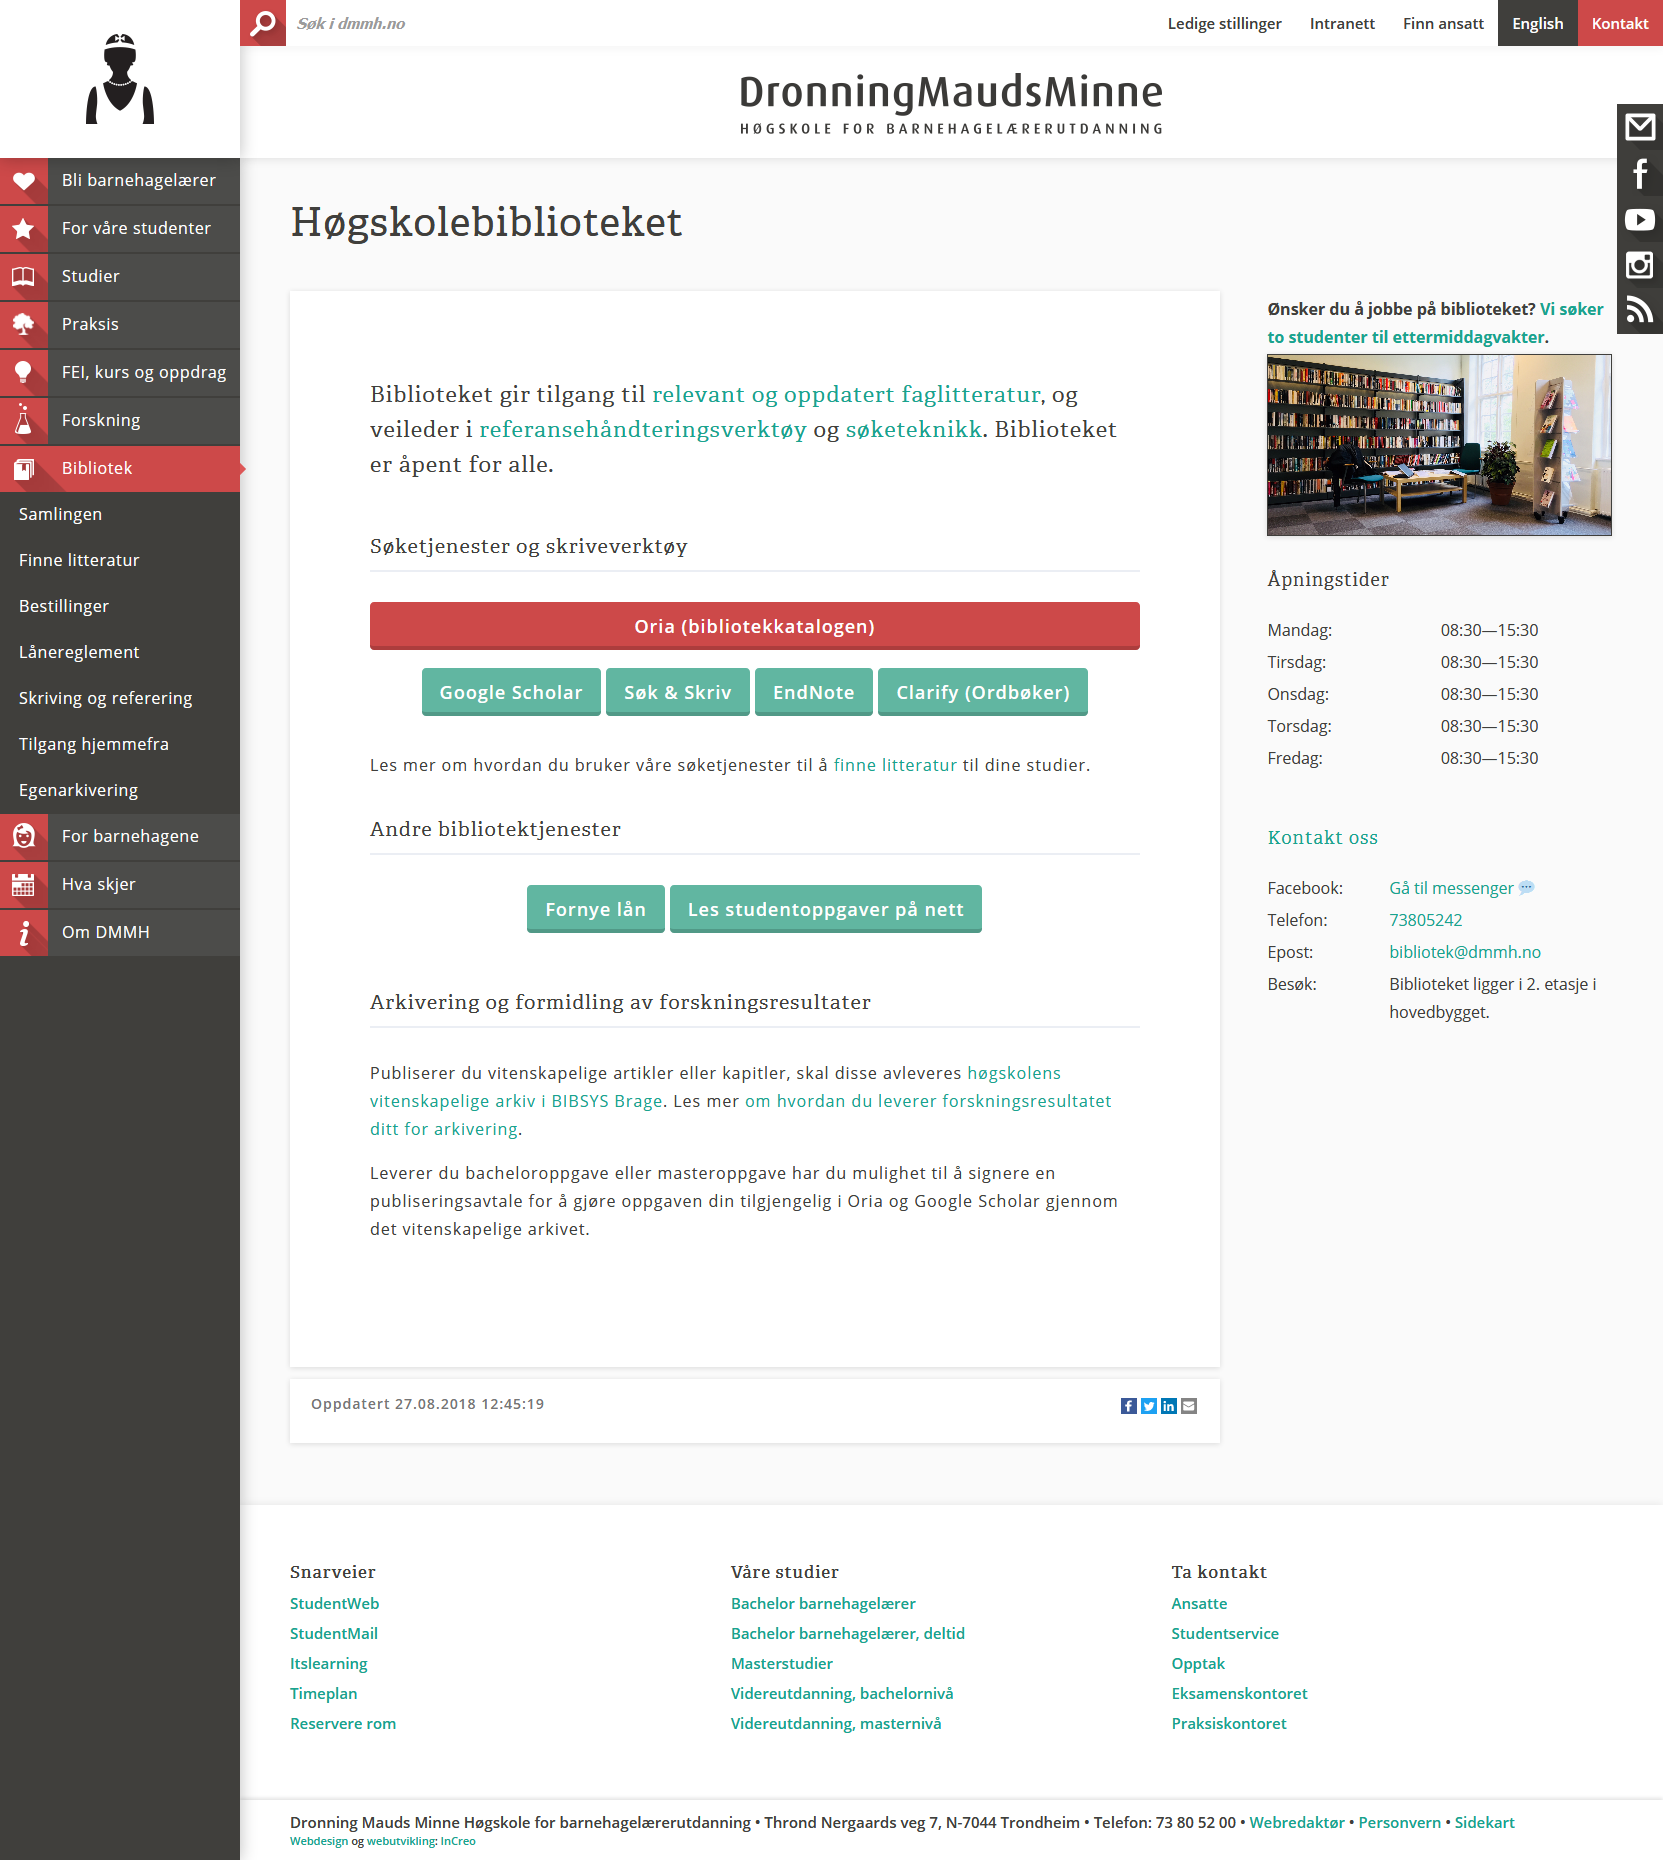 Søk i dmmh.no
Ledige stillinger
Intranett
Finn ansatt
English
Kontakt
DronningMaudsMinne
HØGSKOLE FOR BARNEHAGELÆRERUTDANNING
Bli barnehagelærer
For våre studenter
Studier
Praksis
FEI, kurs og oppdrag
Forskning
Bibliotek
Samlingen
Finne litteratur
Bestillinger
Lånereglement
Skriving og referering
Tilgang hjemmefra
Egenarkivering
For barnehagene
Hva skjer
Om DMMH
Høgskolebiblioteket
Biblioteket gir tilgang til relevant og oppdatert faglitteratur, og
veileder i referansehåndteringsverktøy og søketeknikk. Biblioteket
er åpent for alle.
Søketjenester og skriveverktøy
Oria (bibliotekkatalogen)
Google Scholar
Søk & Skriv
EndNote
Clarify (Ordbøker)
Les mer om hvordan du bruker våre søketjenester til å finne litteratur til dine studier.
Andre bibliotektjenester
Fornye lån
Les studentoppgaver på nett
Arkivering og formidling av forskningsresultater
Publiserer du vitenskapelige artikler eller kapitler, skal disse avleveres høgskolens
vitenskapelige arkiv i BIBSYS Brage. Les mer om hvordan du leverer forskningsresultatet
ditt for arkivering.
Leverer du bacheloroppgave eller masteroppgave har du mulighet til å signere en
publiseringsavtale for å gjøre oppgaven din tilgjengelig i Oria og Google Scholar gjennom
det vitenskapelige arkivet.
Oppdatert 27.08.2018 12:45:19
Ønsker du å jobbe på biblioteket? Vi søker
to studenter til ettermiddagvakter.
Åpningstider
Mandag: 08:30—15:30
Tirsdag: 08:30—15:30
Onsdag: 08:30—15:30
Torsdag: 08:30—15:30
Fredag: 08:30—15:30
Kontakt oss
Facebook: Gå til messenger
Telefon: 73805242
Epost: bibliotek@dmmh.no
Besøk: Biblioteket ligger i 2. etasje i
hovedbygget.
Snarveier
StudentWeb
StudentMail
Itslearning
Timeplan
Reservere rom
Våre studier
Bachelor barnehagelærer
Bachelor barnehagelærer, deltid
Masterstudier
Videreutdanning, bachelornivå
Videreutdanning, masternivå
Ta kontakt
Ansatte
Studentservice
Opptak
Eksamenskontoret
Praksiskontoret
Dronning Mauds Minne Høgskole for barnehagelærerutdanning • Thrond Nergaards veg 7, N-7044 Trondheim • Telefon: 73 80 52 00 • Webredaktør • Personvern • Sidekart
Webdesign og webutvikling: InCreo